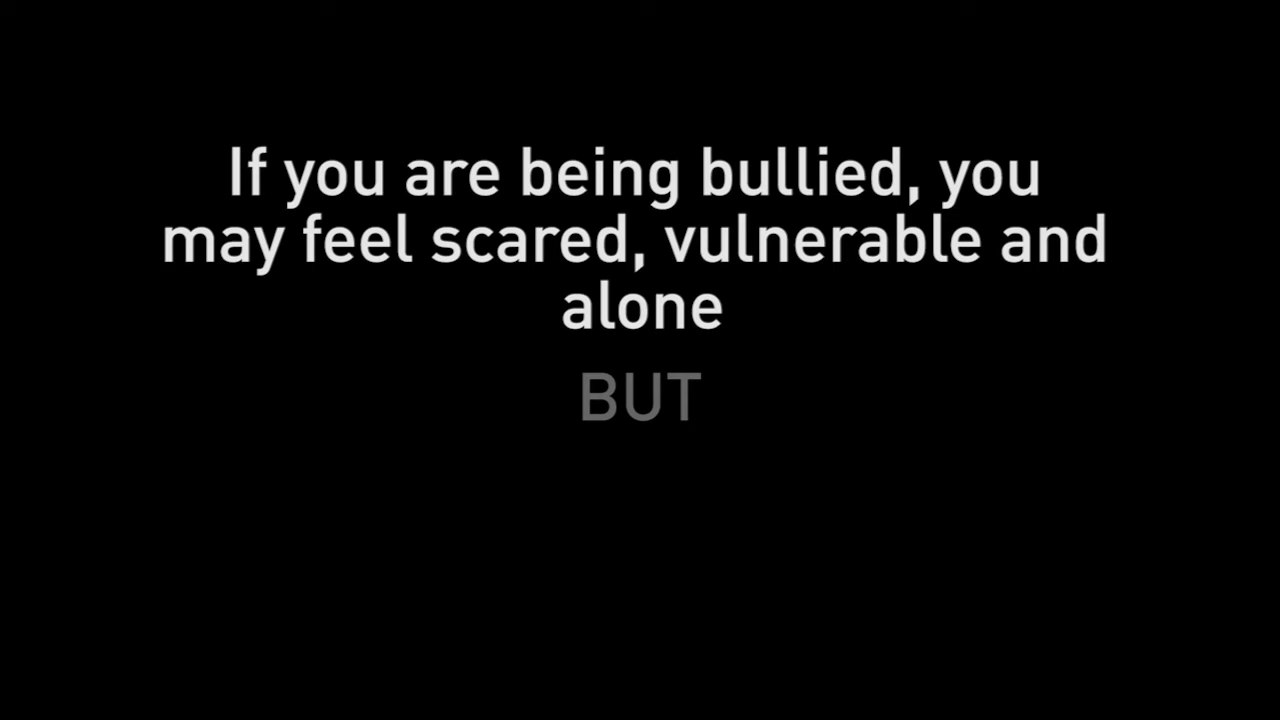 If you are being bullied, you
may feel scared, vulnerable and
alone
BUT